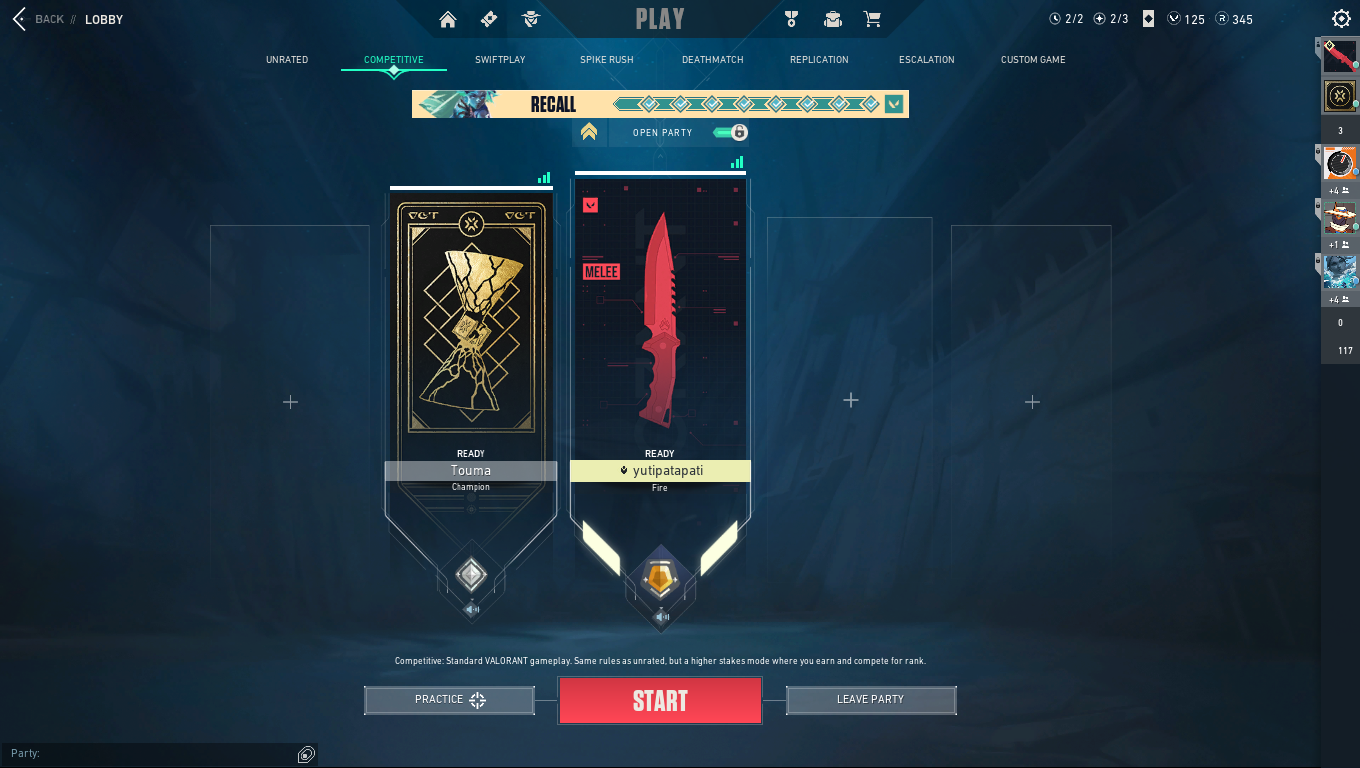 BACK // LOBBY
PLAY
2/2 2/3 125 345
UNRATED COMPETITIVE SWIFTPLAY SPIKE RUSH DEATHMATCH REPLICATION ESCALATION CUSTOM GAME
RECALL
OPEN PARTY
3
+4
+1
+4
0
117
VCT VCT
MELEE
READY
Touma
Champion
READY
yutipatapati
Fire
Competitive: Standard VALORANT gameplay. Same rules as unrated, but a higher stakes mode where you earn and compete for rank.
PRACTICE START LEAVE PARTY
Party: